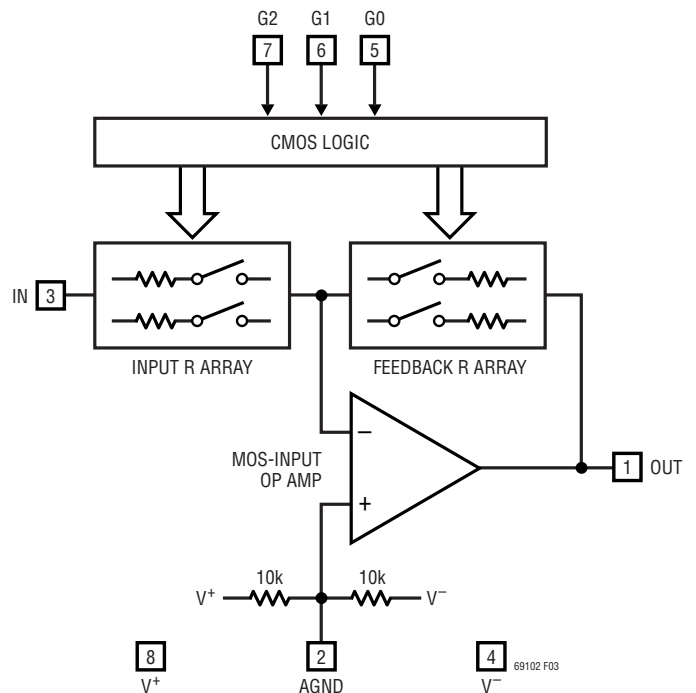 G2 G1 G0
7 6 5
CMOS LOGIC
IN 3
INPUT R ARRAY FEEDBACK R ARRAY
MOS-INPUT
OP AMP
−
+
1 OUT
10k 10k
V+ V−
8 2 4 69102 F03
V+ AGND V−